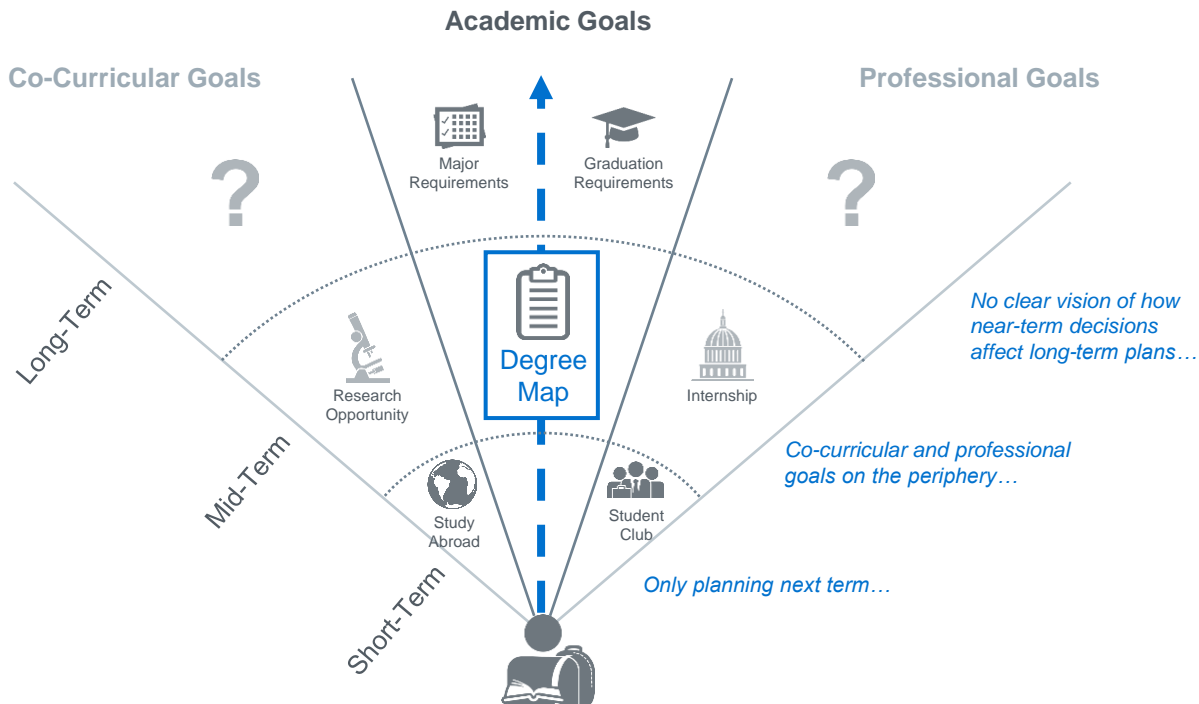 Academic Goals
Co-Curricular Goals
Professional Goals
Major
Requirements
Graduation
Requirements
?
?
Long-Term
No clear vision of how
near-term decisions
affect long-term plans…
Degree
Map
Research
Opportunity
Internship
Mid-Term
Co-curricular and professional
goals on the periphery…
Study
Abroad
Student
Club
Short-Term
Only planning next term…